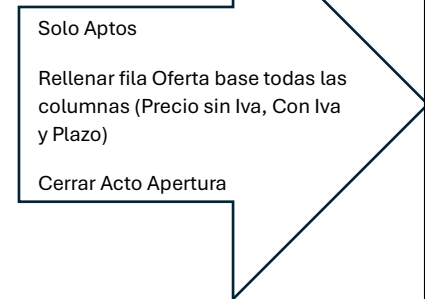 Solo Aptos
Rellenar fila Oferta base todas las
columnas (Precio sin Iva, Con Iva
y Plazo)
Cerrar Acto Apertura